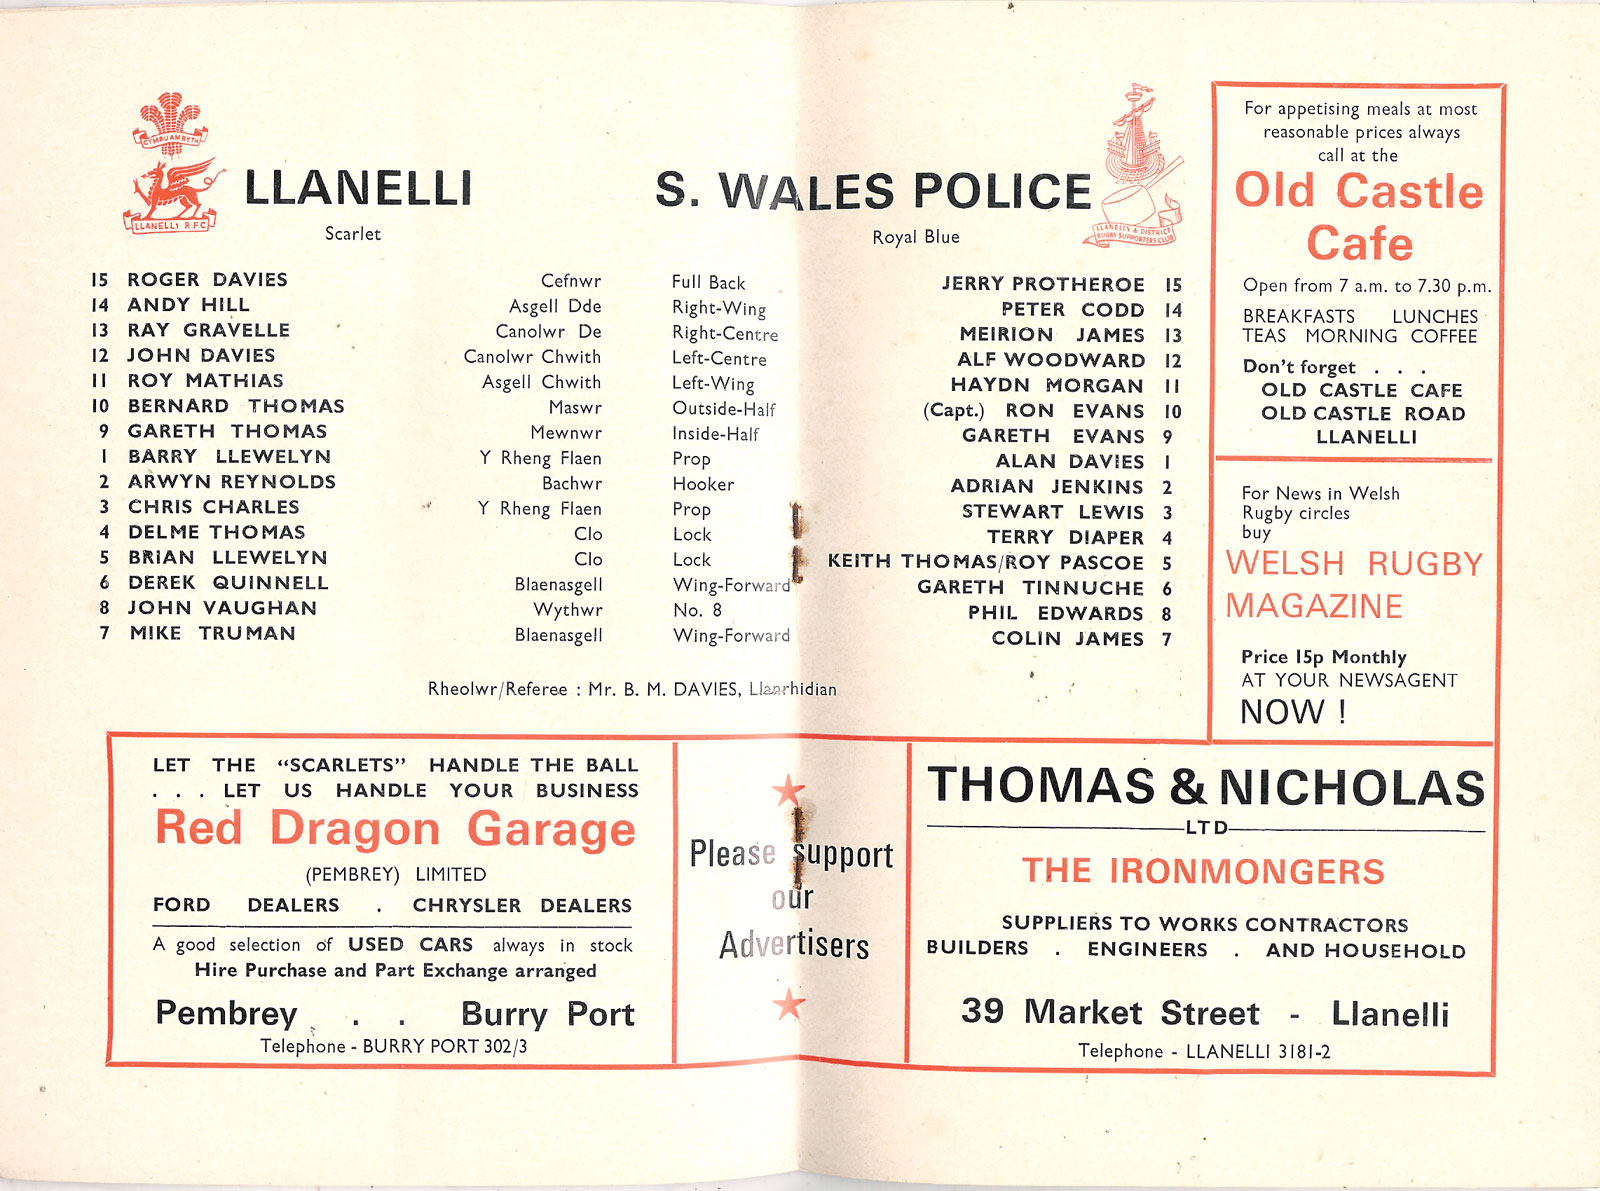 CYMRU AM BYTH
LLANELLI R.F.C
LLANELLI
Scarlet
S. WALES POLICE
Royal Blue
LLANELLY & DISTRICT
RUGBY SUPPORTERS CLUB
15 ROGER DAVIES Cefnwr Full Back JERRY PROTHEROE 15
14 ANDY HILL Asgell Dde Right-Wing PETER CODD 14
13 RAY GRAVELLE Canolwr De Right-Centre MEIRION JAMES 13
12 JOHN DAVIES Canolwr Chwith Left-Centre ALF WOODWARD 12
11 ROY MATHIAS Asgell Chwith Left-Wing HAYDN MORGAN 11
10 BERNARD THOMAS Maswr Outside-Half (Capt.) RON EVANS 10
9 GARETH THOMAS Mewnwr Inside-Half GARETH EVANS 9
1 BARRY LLEWELYN Y Rheng Flaen Prop ALAN DAVIES 1
2 ARWYN REYNOLDS Bachwr Hooker ADRIAN JENKINS 2
3 CHRIS CHARLES Y Rheng Flaen Prop STEWART LEWIS 3
4 DELME THOMAS Clo Lock TERRY DIAPER 4
5 BRIAN LLEWELYN Clo Lock KEITH THOMAS/ROY PASCOE 5
6 DEREK QUINNELL Blaenasgell Wing-Forward GARETH TINNUCHE 6
8 JOHN VAUGHAN Wythwr No. 8 PHIL EDWARDS 8
7 MIKE TRUMAN Blaenasgell Wing-Forward COLIN JAMES 7
Rheolwr/Referee : Mr. B. M. DAVIES, Llanrhidian
For appetising meals at most
reasonable prices always
call at the
Old Castle
Cafe
Open from 7 a.m. to 7.30 p.m.
BREAKFASTS LUNCHES
TEAS MORNING COFFEE
Don't forget . . .
OLD CASTLE CAFE
OLD CASTLE ROAD
LLANELLI
For News in Welsh
Rugby circles
buy
WELSH RUGBY
MAGAZINE
Price 15p Monthly
AT YOUR NEWSAGENT
NOW !
LET THE “SCARLETS” HANDLE THE BALL
. . . LET US HANDLE YOUR BUSINESS
Red Dragon Garage
(PEMBREY) LIMITED
FORD DEALERS . CHRYSLER DEALERS
A good selection of USED CARS always in stock
Hire Purchase and Part Exchange arranged
Pembrey . . Burry Port
Telephone - BURRY PORT 302/3
Please support
our
Advertisers
THOMAS & NICHOLAS
LTD
THE IRONMONGERS
SUPPLIERS TO WORKS CONTRACTORS
BUILDERS . ENGINEERS . AND HOUSEHOLD
39 Market Street - Llanelli
Telephone - LLANELLI 3181-2